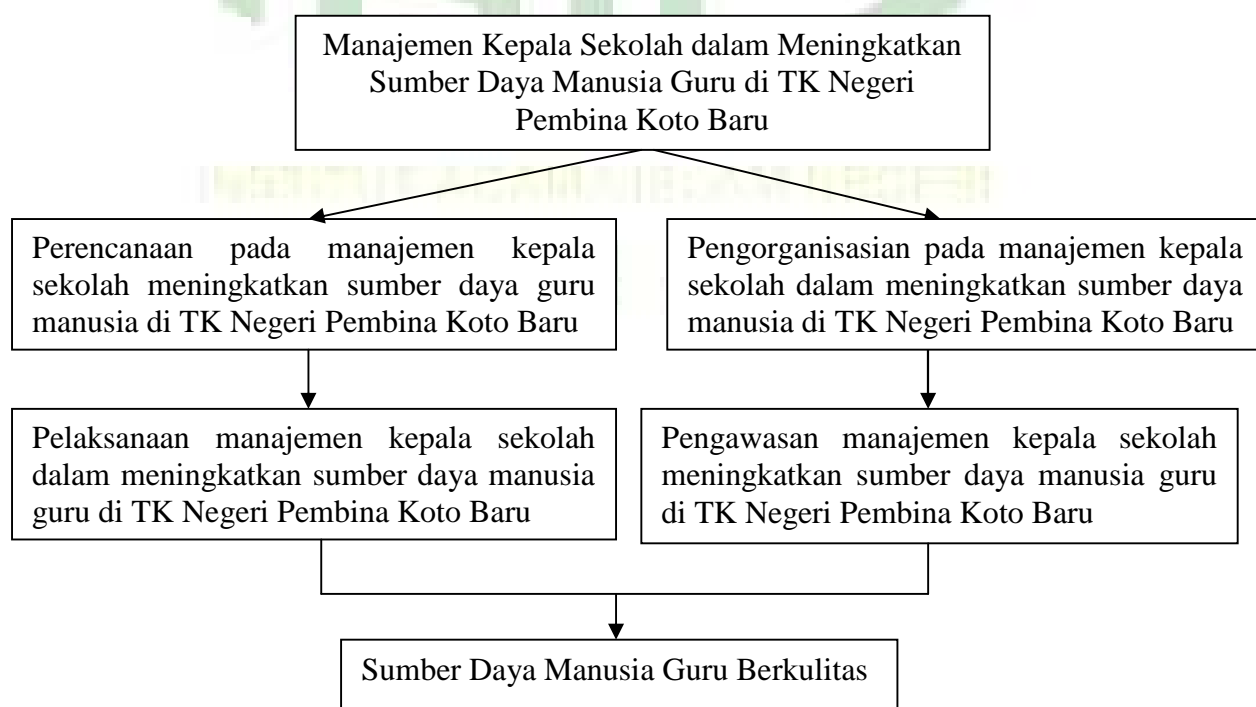 Manajemen Kepala Sekolah dalam Meningkatkan
Sumber Daya Manusia Guru di TK Negeri
Pembina Koto Baru
Perencanaan pada manajemen kepala
sekolah meningkatkan sumber daya guru
manusia di TK Negeri Pembina Koto Baru
Pengorganisasian pada manajemen kepala
sekolah dalam meningkatkan sumber daya
manusia di TK Negeri Pembina Koto Baru
Pelaksanaan manajemen kepala sekolah
dalam meningkatkan sumber daya manusia
guru di TK Negeri Pembina Koto Baru
Pengawasan manajemen kepala sekolah
meningkatkan sumber daya manusia guru
di TK Negeri Pembina Koto Baru
Sumber Daya Manusia Guru Berkulitas